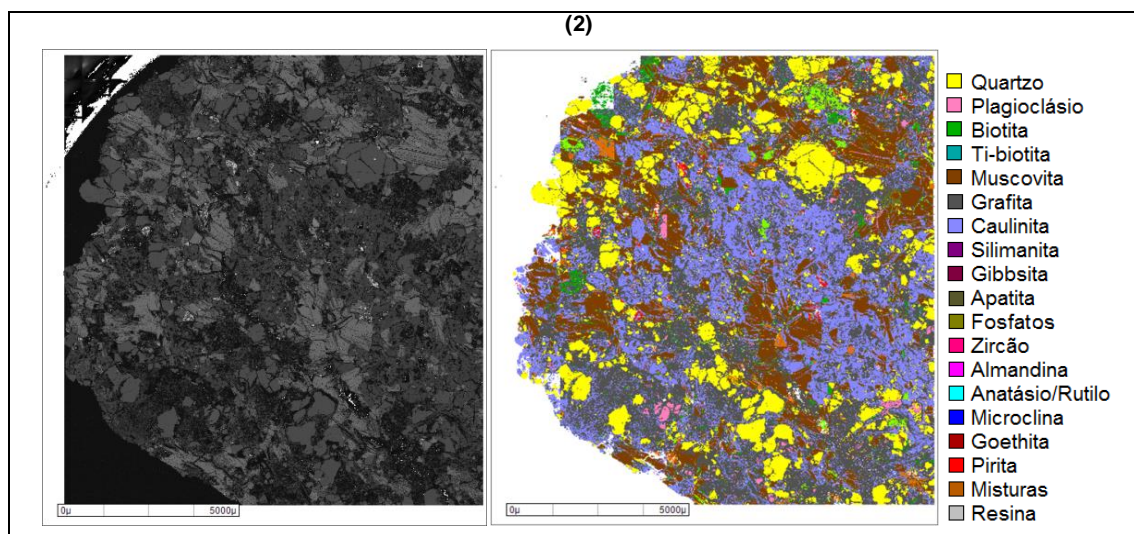 (2)
Quartzo
Plagioclásio
Biotita
Ti-biotita
Muscovita
Grafita
Caulinita
Silimanita
Gibbsita
Apatita
Fosfatos
Zircão
Almandina
Anatásio/Rutilo
Microclina
Goethita
Pirita
Misturas
Resina
0µ 5000µ
0µ 5000µ